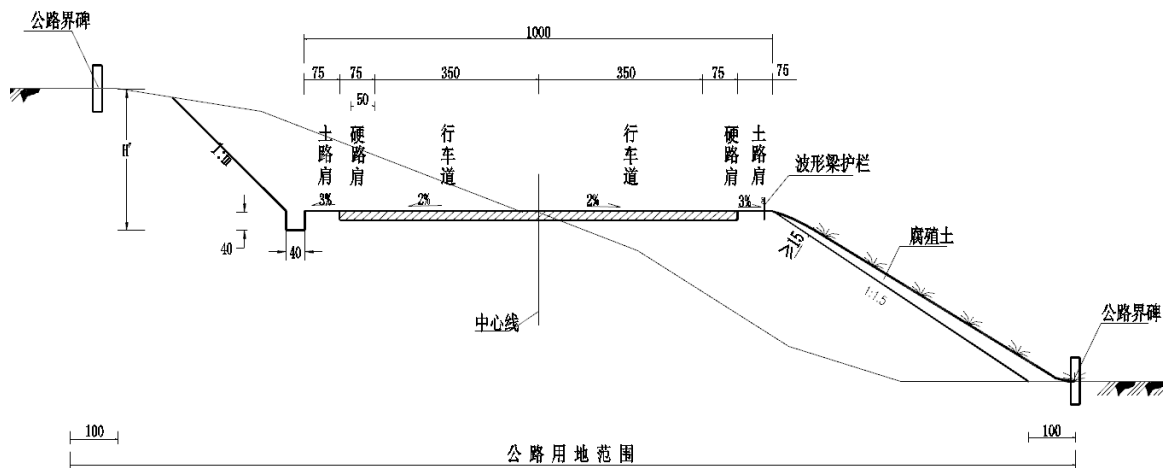 公路界碑
1000
75
75
350
350
75
75
50
H'
1:m
土路肩
硬路肩
行车道
行车道
硬路肩
土路肩
波形梁护栏
3%
2%
2%
3%
40
40
≥15
腐殖土
1:1.5
中心线
公路界碑
100
100
公路用地范围